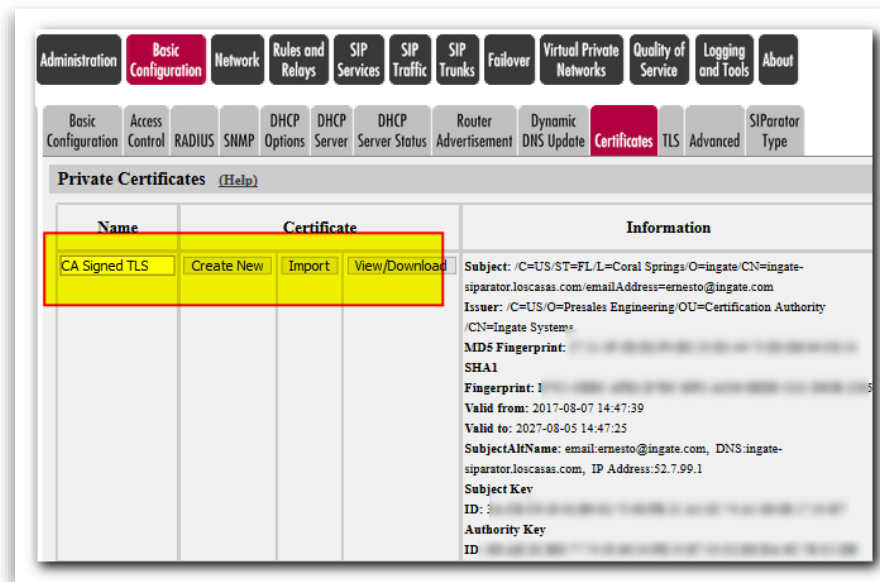 Administration Basic Configuration Network Rules and Relays SIP Services SIP Traffic SIP Trunks Failover Virtual Private Networks Quality of Service Logging and Tools About
Basic Configuration Access Control RADIUS SNMP DHCP Options DHCP Server DHCP Server Status Router Advertisement Dynamic DNS Update Certificates TLS Advanced SIParator Type
Private Certificates (Help)
Name Certificate Information
CA Signed TLS Create New Import View/Download
Subject: /C=US/ST=FL/L=Coral Springs/O=ingate/CN=ingate-
siparator.loscasas.com/emailAddress=ernesto@ingate.com
Issuer: /C=US/O=Presales Engineering/OU=Certification Authority
/CN=Ingate Systems
MD5 Fingerprint:
SHA1
Fingerprint:
Valid from: 2017-08-07 14:47:39
Valid to: 2027-08-05 14:47:25
SubjectAltName: email:ernesto@ingate.com, DNS:ingate-
siparator.loscasas.com, IP Address:52.7.99.1
Subject Key
ID:
Authority Key
ID